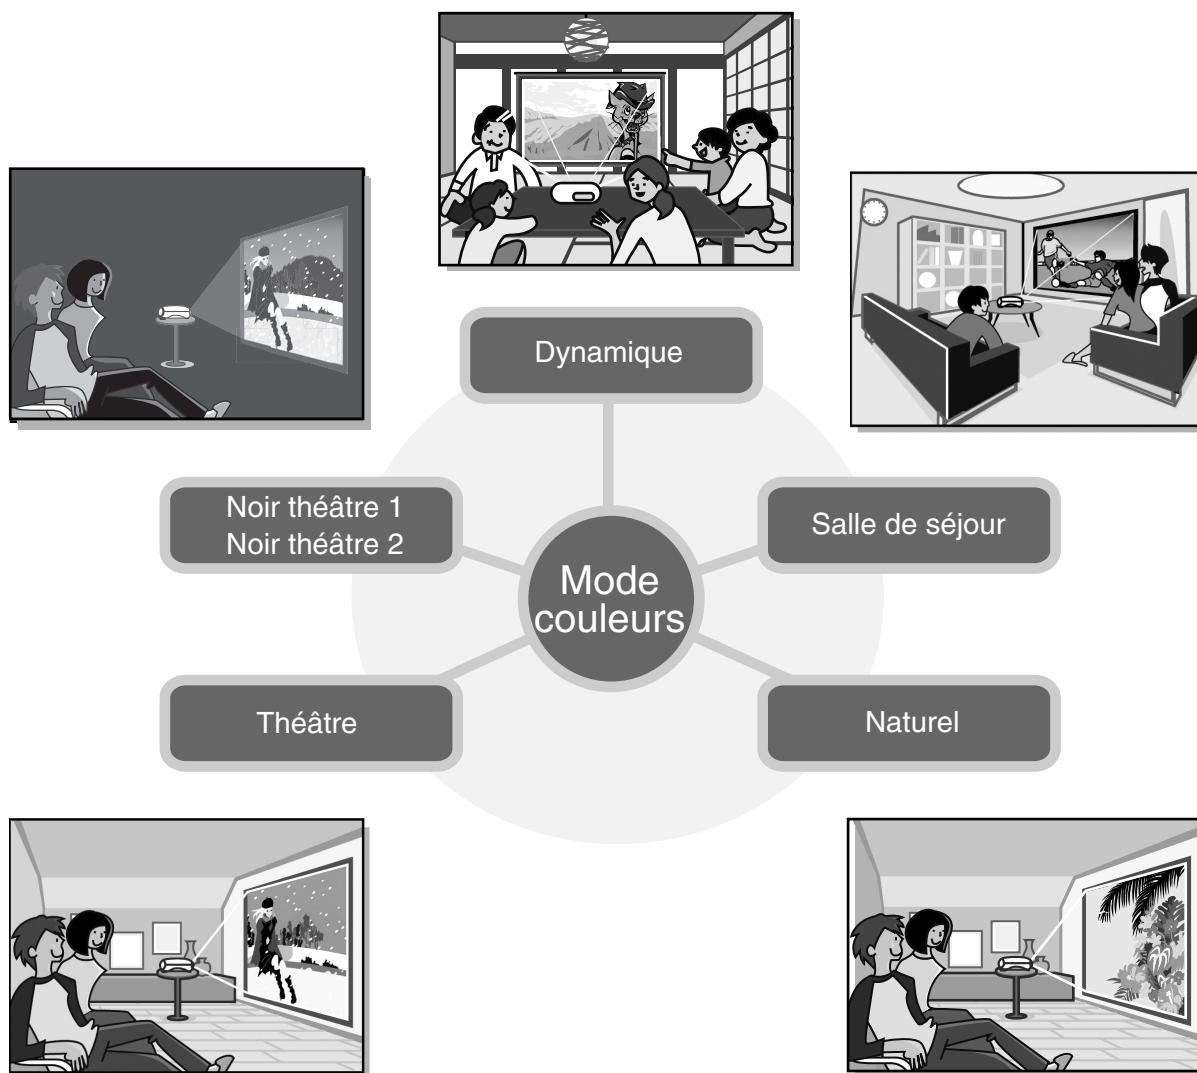 Dynamique
Noir théâtre 1
Noir théâtre 2
Salle de séjour
Mode
couleurs
Théâtre
Naturel